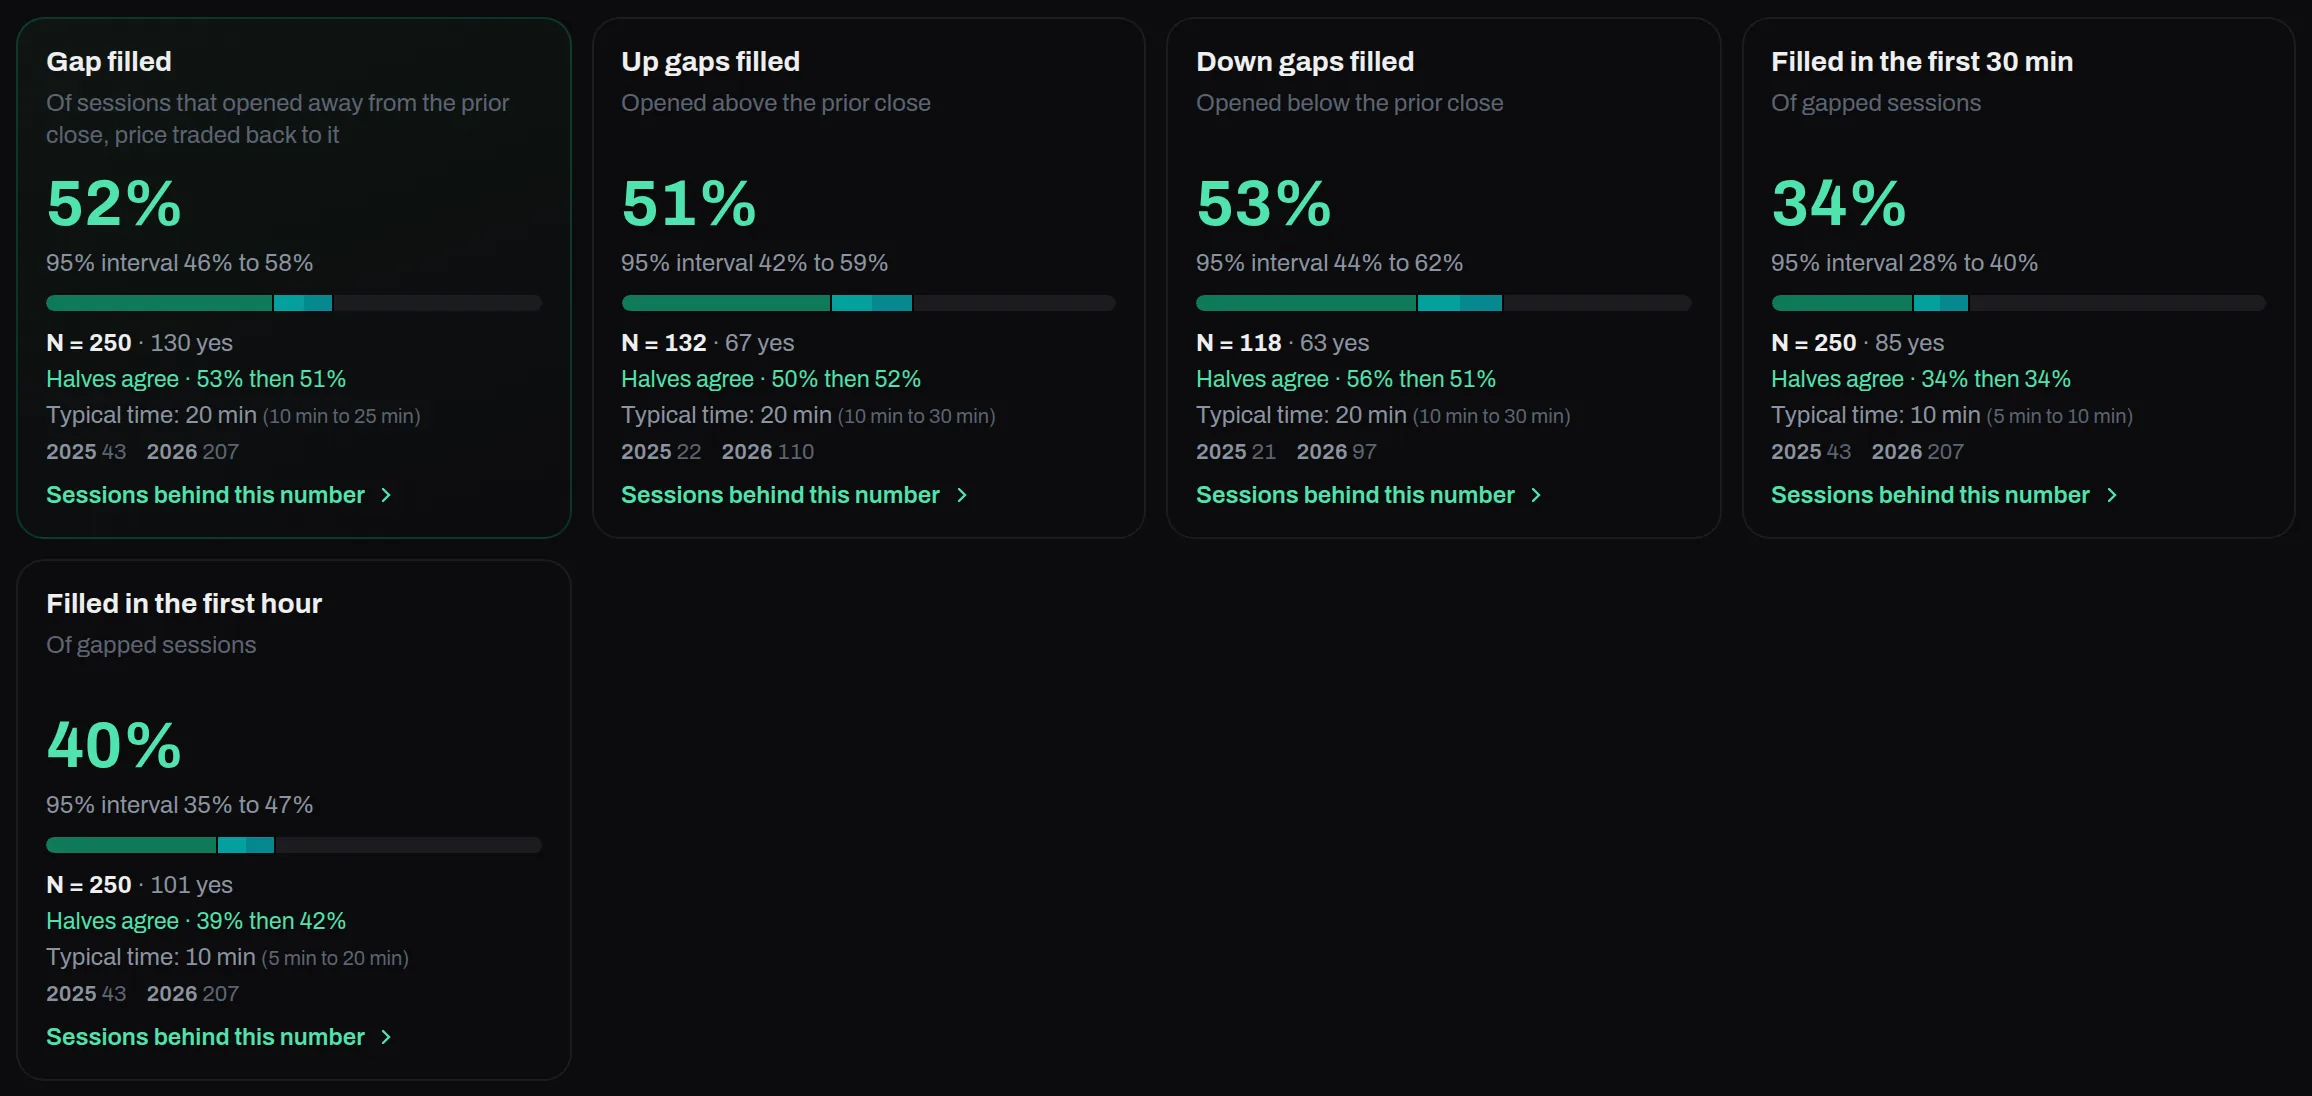 Gap filled
Of sessions that opened away from the prior
close, price traded back to it
52%
95% interval 46% to 58%
N = 250 · 130 yes
Halves agree · 53% then 51%
Typical time: 20 min (10 min to 25 min)
2025 43 2026 207
Sessions behind this number
Up gaps filled
Opened above the prior close
51%
95% interval 42% to 59%
N = 132 · 67 yes
Halves agree · 50% then 52%
Typical time: 20 min (10 min to 30 min)
2025 22 2026 110
Sessions behind this number
Down gaps filled
Opened below the prior close
53%
95% interval 44% to 62%
N = 118 · 63 yes
Halves agree · 56% then 51%
Typical time: 20 min (10 min to 30 min)
2025 21 2026 97
Sessions behind this number
Filled in the first 30 min
Of gapped sessions
34%
95% interval 28% to 40%
N = 250 · 85 yes
Halves agree · 34% then 34%
Typical time: 10 min (5 min to 10 min)
2025 43 2026 207
Sessions behind this number
Filled in the first hour
Of gapped sessions
40%
95% interval 35% to 47%
N = 250 · 101 yes
Halves agree · 39% then 42%
Typical time: 10 min (5 min to 20 min)
2025 43 2026 207
Sessions behind this number